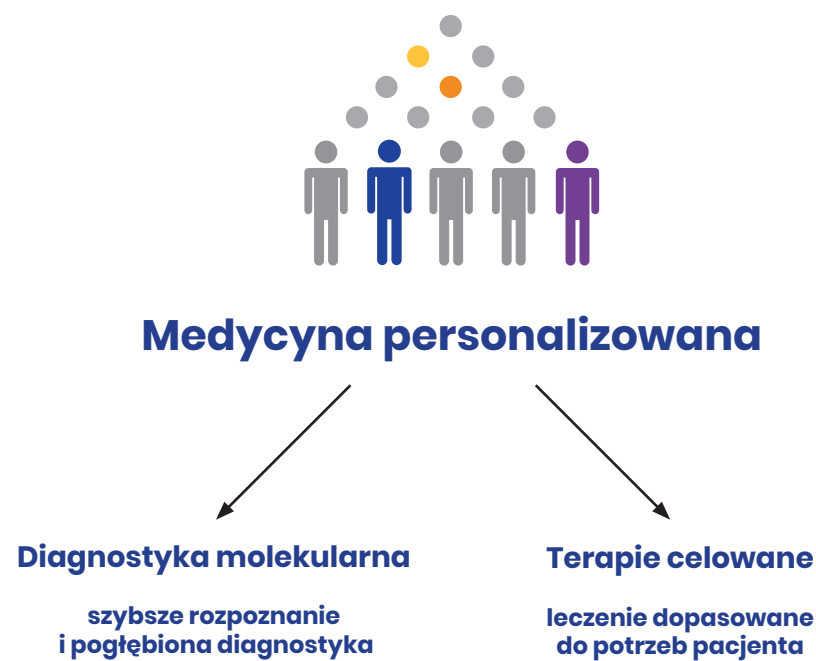 Medycyna personalizowana
Diagnostyka molekularna
szybsze rozpoznanie
i pogłębiona diagnostyka
Terapie celowane
leczenie dopasowane
do potrzeb pacjenta